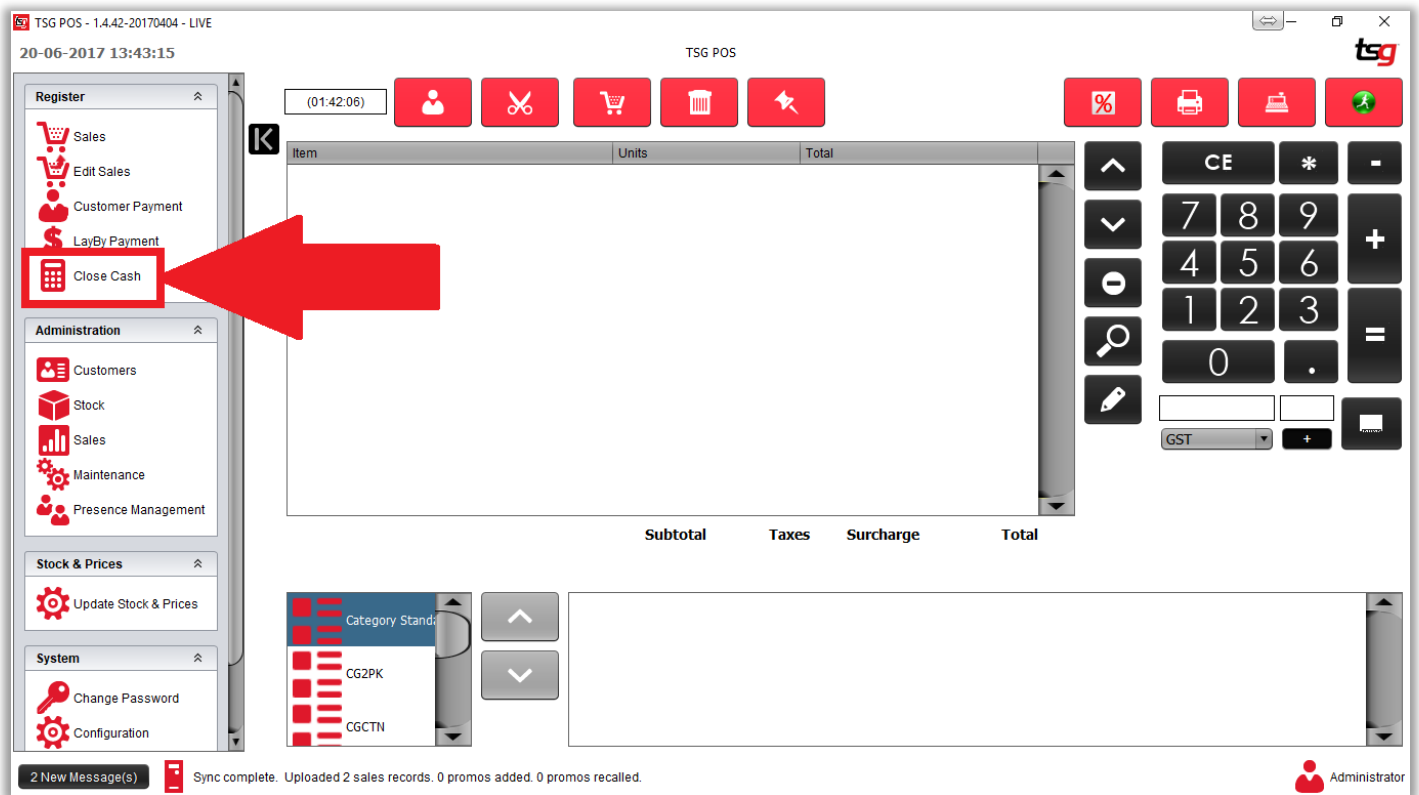 TSG POS - 1.4.42-20170404 - LIVE
20-06-2017 13:43:15
TSG POS
tsg
Register
Sales
Edit Sales
Customer Payment
LayBy Payment
Close Cash
Administration
Customers
Stock
Sales
Maintenance
Presence Management
Stock & Prices
Update Stock & Prices
System
Change Password
Configuration
(01:42:06)
%
Item Units Total
CE * -
7 8 9 +
4 5 6
1 2 3 =
0 .
GST +
Subtotal Taxes Surcharge Total
Category Standa
CG2PK
CGCTN
2 New Message(s) Sync complete. Uploaded 2 sales records. 0 promos added. 0 promos recalled. Administrator